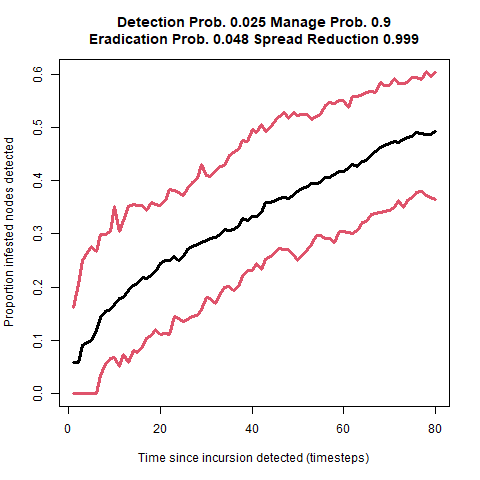 Detection Prob. 0.025 Manage Prob. 0.9
Eradication Prob. 0.048 Spread Reduction 0.999
Proportion infested nodes detected
0.6
0.5
0.4
0.3
0.2
0.1
0.0
0 20 40 60 80
Time since incursion detected (timesteps)